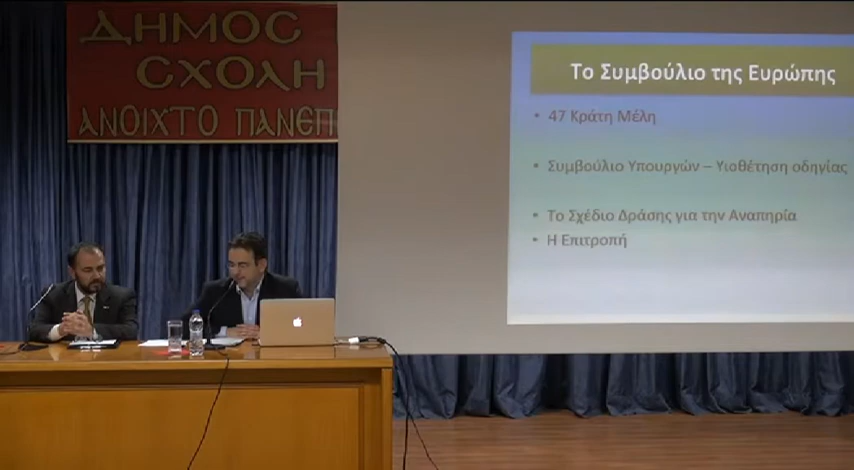 ΔΗΜΟΣ
ΣΧΟΛΗ
ΑΝΟΙΧΤΟ ΠΑΝΕΠ
Το Συμβούλιο της Ευρώπης
• 47 Κράτη Μέλη
• Συμβούλιο Υπουργών – Υιοθέτηση οδηγίας
• Το Σχέδιο Δράσης για την Αναπηρία
• Η Επιτροπή